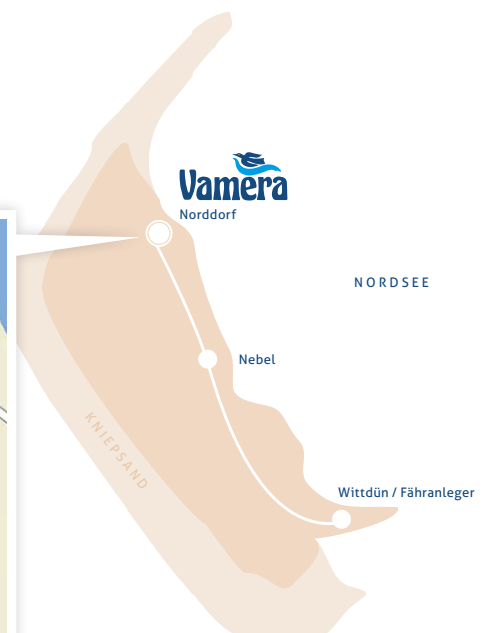 Vamera
Norddorf
NORDSEE
Nebel
KNIEPSAND
Wittdün / Fähranleger